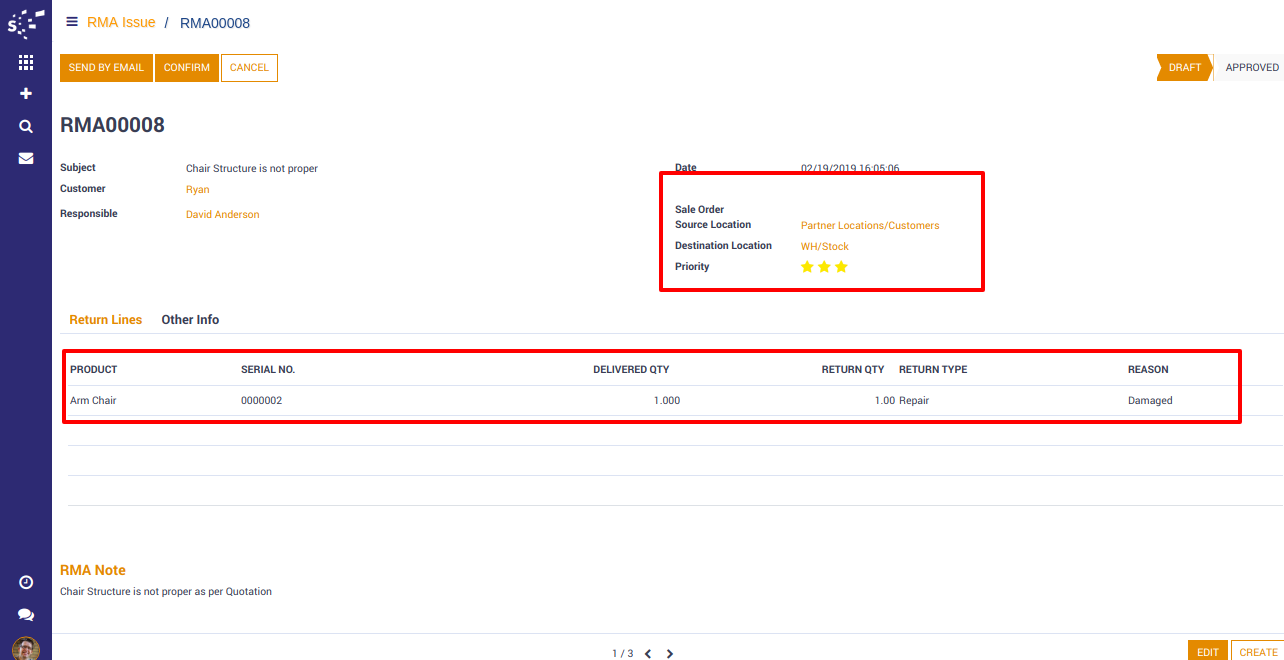 RMA Issue / RMA00008
SEND BY EMAIL CONFIRM CANCEL DRAFT APPROVED
RMA00008
Subject Chair Structure is not proper Date 02/19/2019 16:05:06
Customer Ryan
Sale Order
Responsible David Anderson
Source Location Partner Locations/Customers
Destination Location WH/Stock
Priority
Return Lines Other Info
PRODUCT SERIAL NO. DELIVERED QTY RETURN QTY RETURN TYPE REASON
Arm Chair 0000002 1.000 1.00 Repair Damaged
RMA Note
Chair Structure is not proper as per Quotation
1 / 3 EDIT CREATE